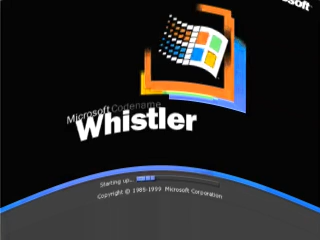 Microsoft Codename
Whistler
Starting up...
Copyright © 1985-1999 Microsoft Corporation